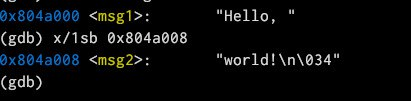 0x804a000 <msg1>: "Hello, "
(gdb) x/1sb 0x804a008
0x804a008 <msg2>: "world!\n\034"
(gdb)